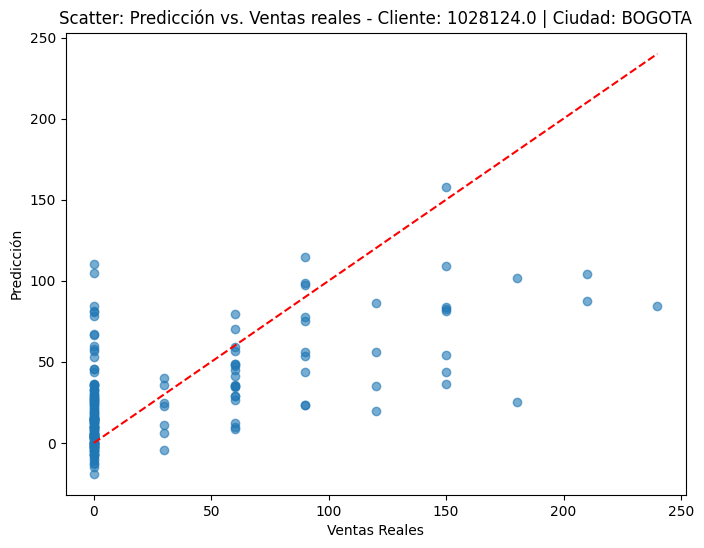 Scatter: Predicción vs. Ventas reales - Cliente: 1028124.0 | Ciudad: BOGOTA
250
200
150
100
50
0
Predicción
0 50 100 150 200 250
Ventas Reales